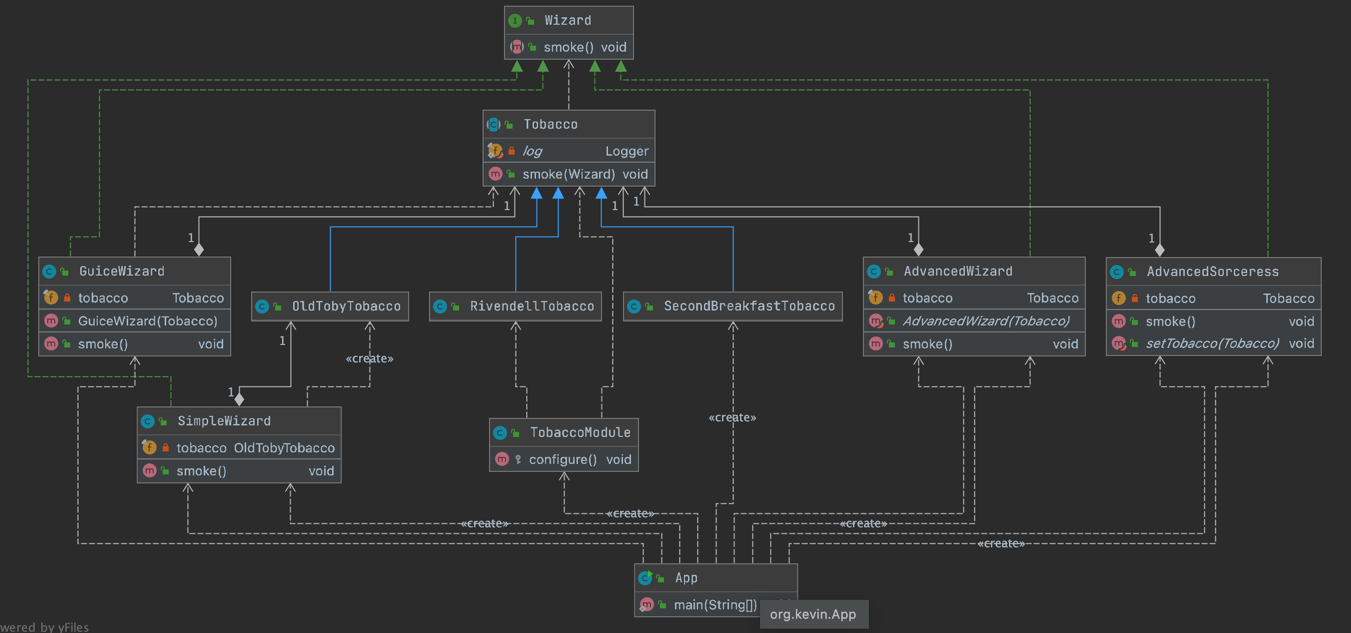 Wizard
smoke() void
Tobacco
log Logger
smoke(Wizard) void
1
1
1
1
1
1
GuiceWizard
tobacco Tobacco
GuiceWizard(Tobacco)
smoke() void
OldTobyTobacco
RivendellTobacco
SecondBreakfastTobacco
AdvancedWizard
tobacco Tobacco
AdvancedWizard(Tobacco)
smoke() void
AdvancedSorceress
tobacco Tobacco
smoke() void
setTobacco(Tobacco) void
1
«create»
1
SimpleWizard
tobacco OldTobyTobacco
smoke() void
TobaccoModule
configure() void
«create»
«create»
«create»
«create»
«create»
App
main(String[])
org.kevin.App
wered by yFiles